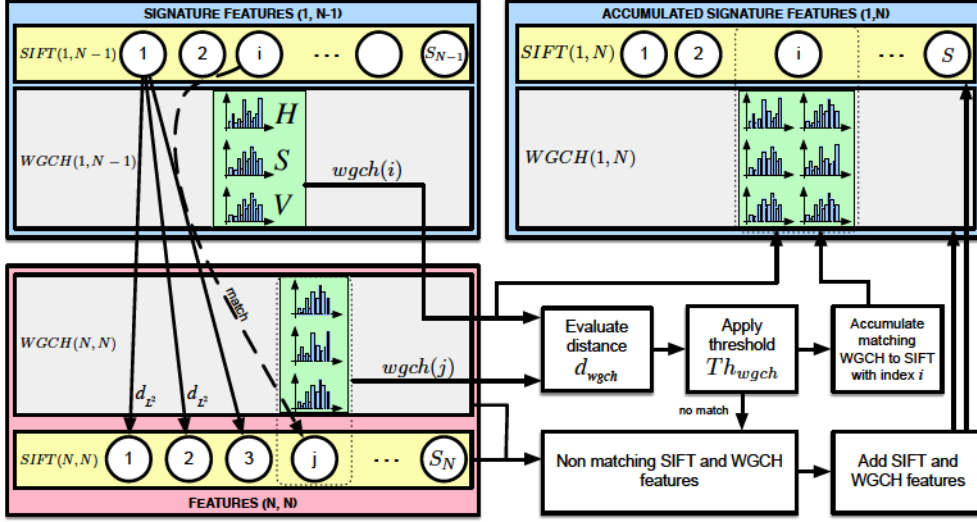 SIGNATURE FEATURES (1, N-1)
SIFT(1, N − 1) 1 2 i ... S_{N−1}
WGCH(1, N − 1)
H
S
V
wgch(i)
ACCUMULATED SIGNATURE FEATURES (1,N)
SIFT(1, N) 1 2 i ... S
WGCH(1, N)
match
WGCH(N, N)
wgch(j)
d_{L²} d_{L²}
SIFT(N, N) 1 2 3 j ... S_N
FEATURES (N, N)
Evaluate
distance
d_{wgch}
Apply
threshold
Th_{wgch}
Accumulate
matching
WGCH to SIFT
with index i
no match
Non matching SIFT and WGCH
features
Add SIFT and
WGCH features